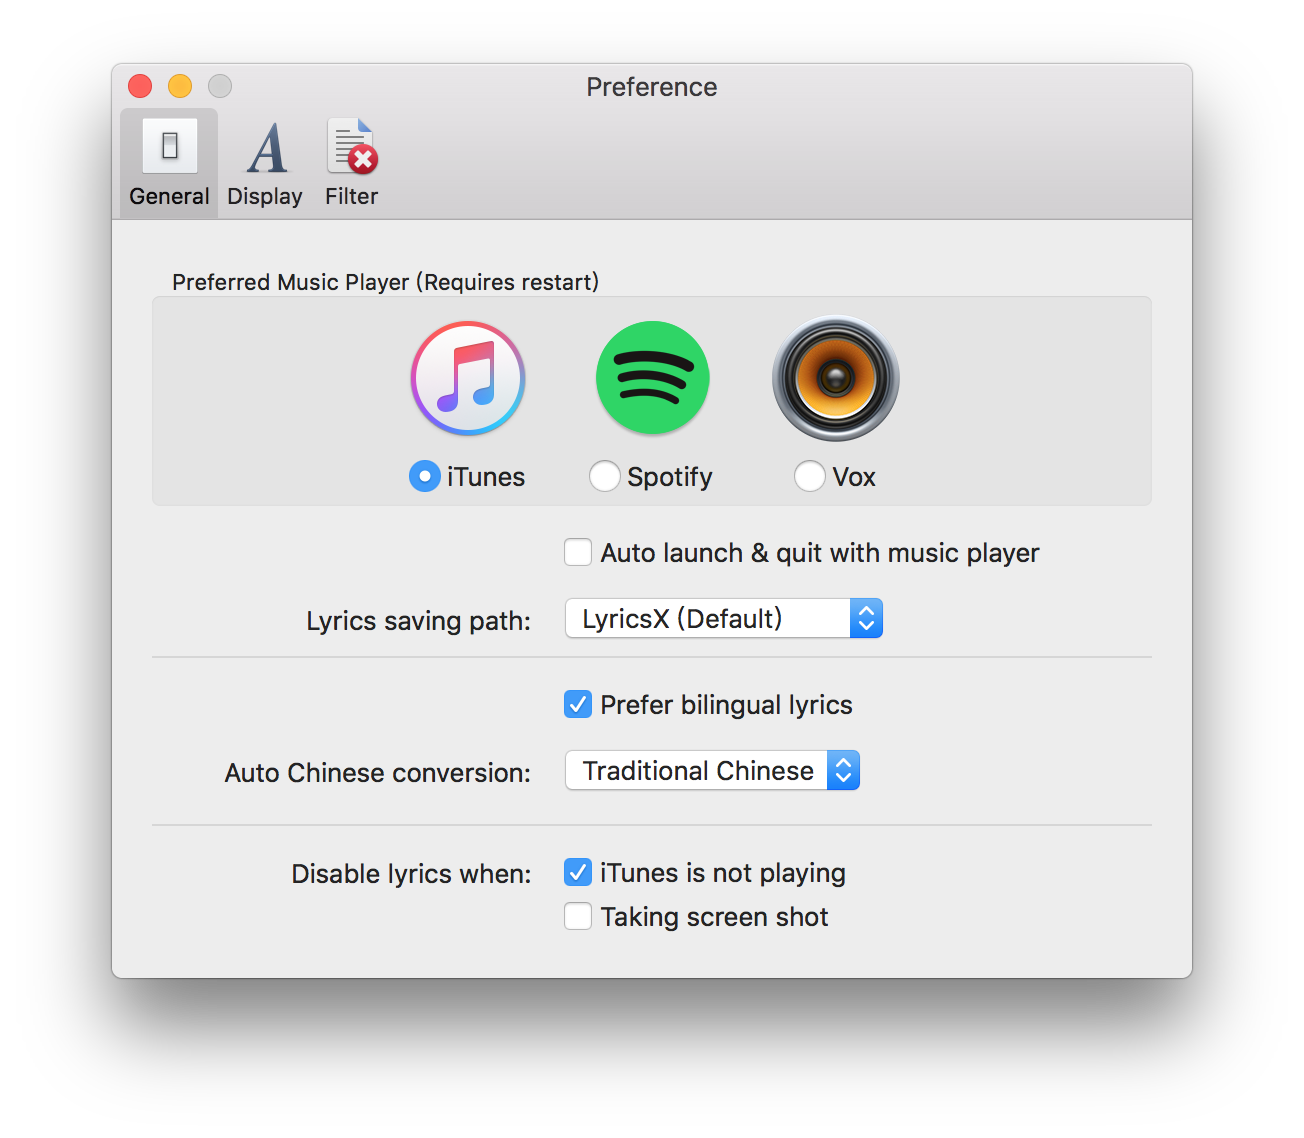 Preference
General Display Filter
Preferred Music Player (Requires restart)
iTunes Spotify Vox
Auto launch & quit with music player
Lyrics saving path: LyricsX (Default)
Prefer bilingual lyrics
Auto Chinese conversion: Traditional Chinese
Disable lyrics when: iTunes is not playing
Taking screen shot